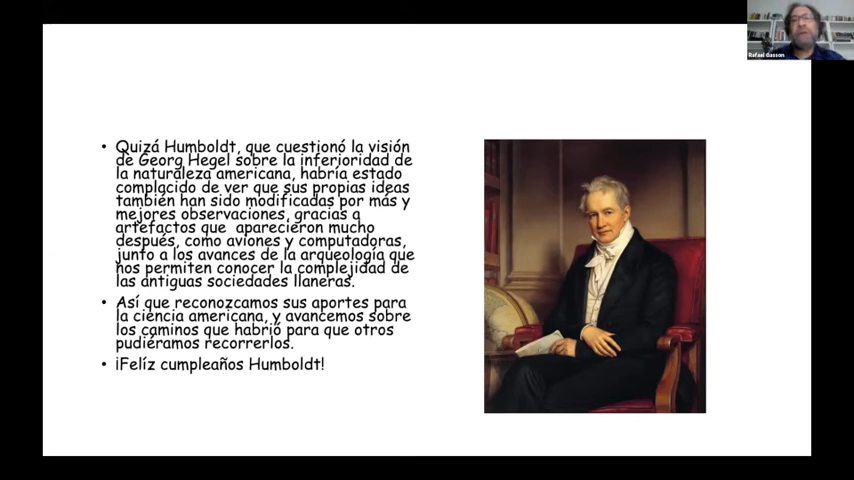 • Quizá Humboldt, que cuestionó la visión
de Georg Hegel sobre la inferioridad de
la naturaleza americana, habría estado
complacido de ver que sus propias ideas
también han sido modificadas por más y
mejores observaciones, gracias a
artefactos que aparecieron mucho
después, como aviones y computadoras,
junto a los avances de la arqueología que
nos permiten conocer la complejidad de
las antiguas sociedades llaneras.
• Así que reconozcamos sus aportes para
la ciencia americana, y avancemos sobre
los caminos que habrió para que otros
pudiéramos recorrerlos.
• ¡Felíz cumpleaños Humboldt!
Rafael Gasson